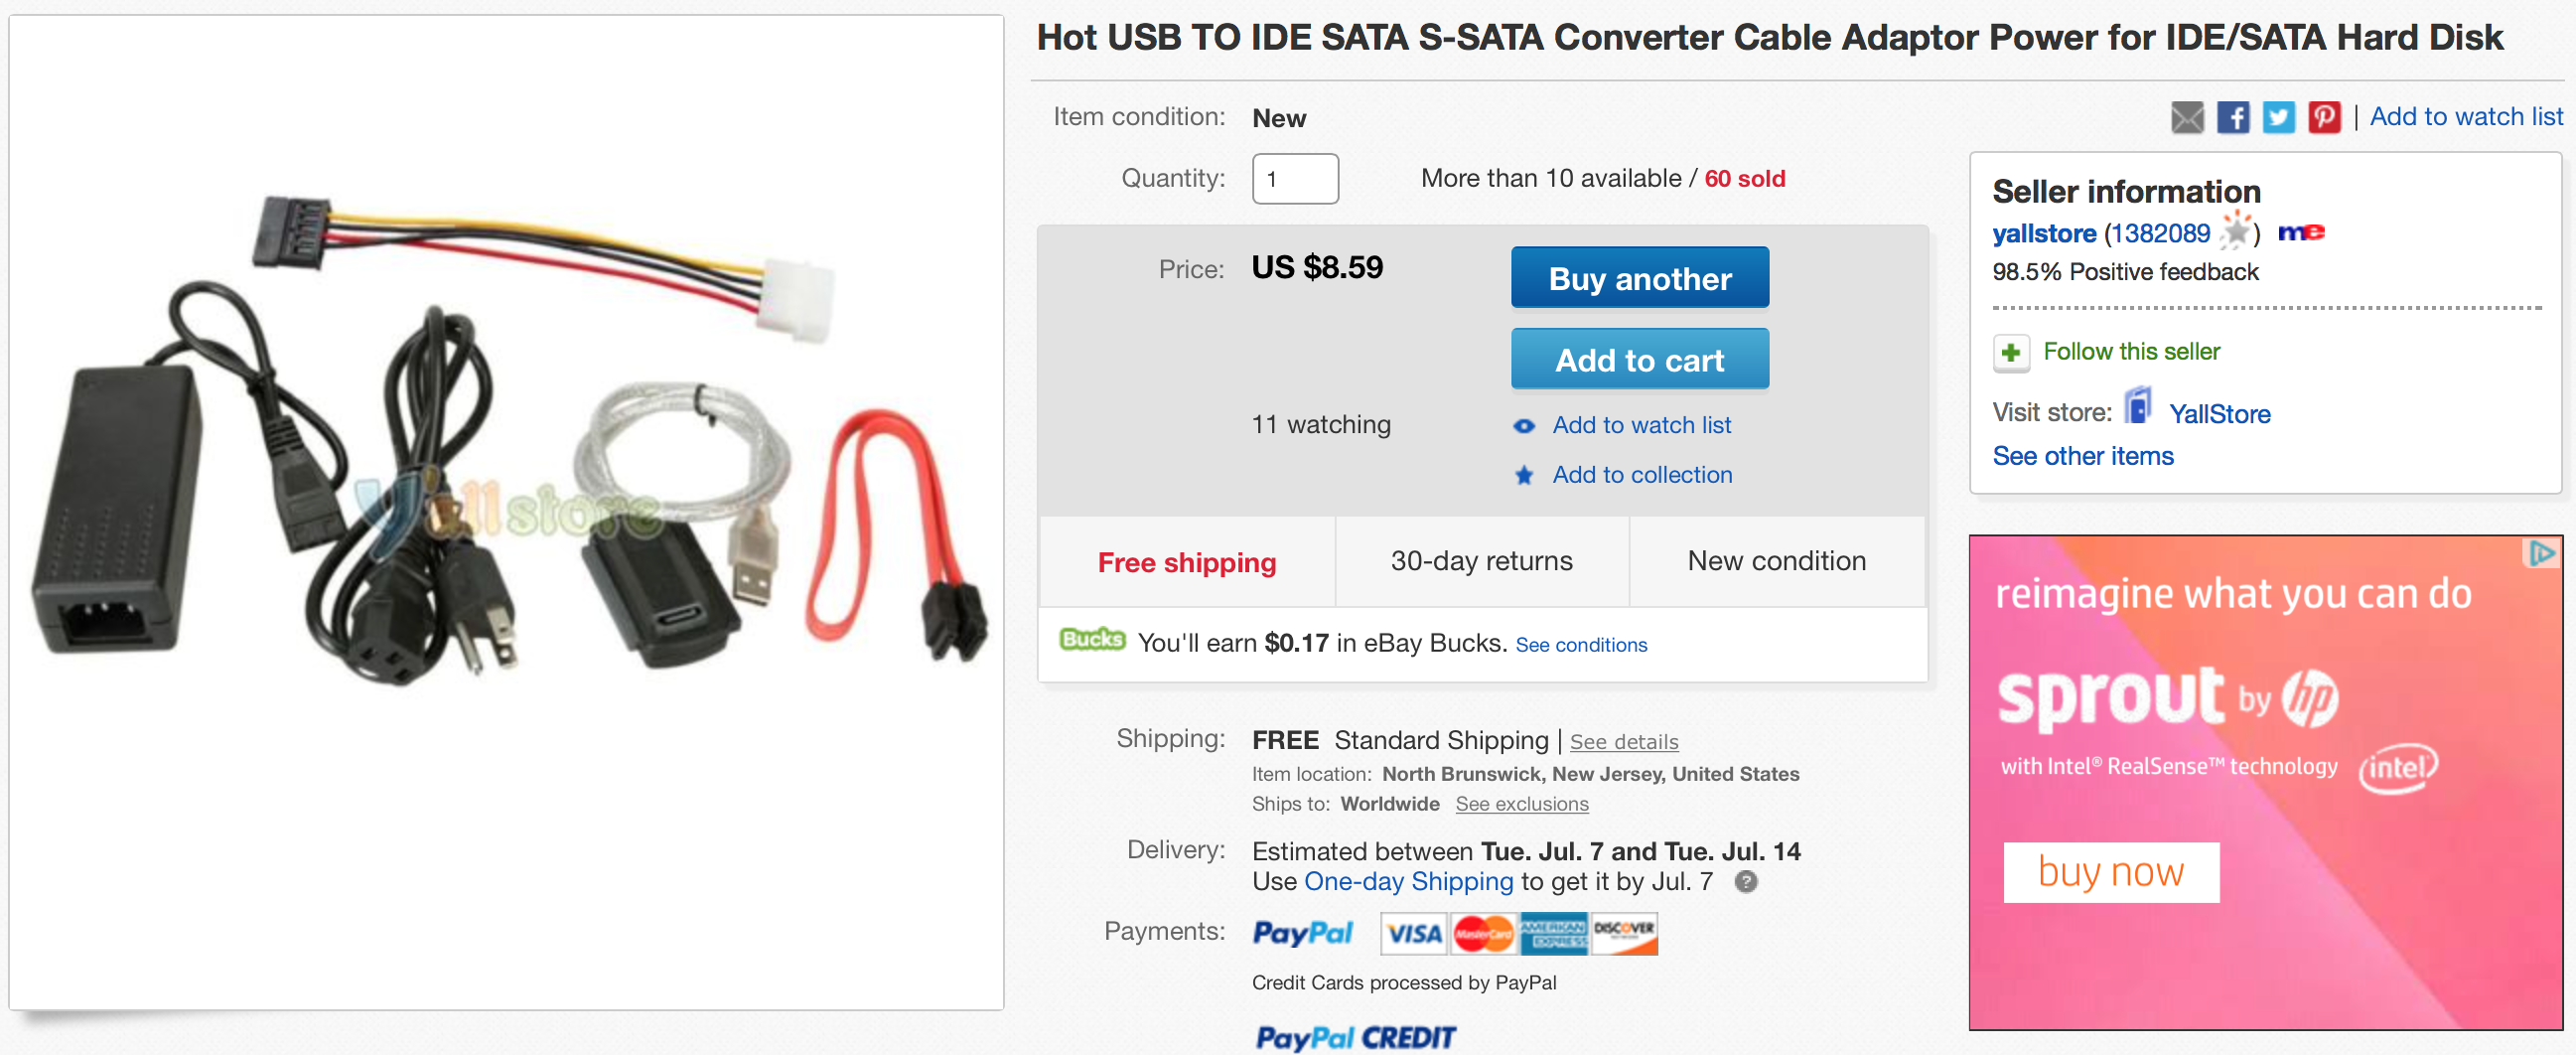 Hot USB TO IDE SATA S-SATA Converter Cable Adaptor Power for IDE/SATA Hard Disk
Item condition: New
| Add to watch list
Quantity: 1 More than 10 available / 60 sold
Price: US $8.59
Buy another
Add to cart
11 watching
Add to watch list
Add to collection
Free shipping 30-day returns New condition
Bucks You'll earn $0.17 in eBay Bucks. See conditions
Shipping: FREE Standard Shipping | See details
Item location: North Brunswick, New Jersey, United States
Ships to: Worldwide See exclusions
Delivery: Estimated between Tue. Jul. 7 and Tue. Jul. 14
Use One-day Shipping to get it by Jul. 7 ?
Payments: PayPal VISA MasterCard AMERICAN EXPRESS DISCOVER
Credit Cards processed by PayPal
PayPal CREDIT
Seller information
yallstore (1382089) me
98.5% Positive feedback
Follow this seller
Visit store: YallStore
See other items
reimagine what you can do
sprout by hp
with Intel® RealSense™ technology intel
buy now
Yallstore